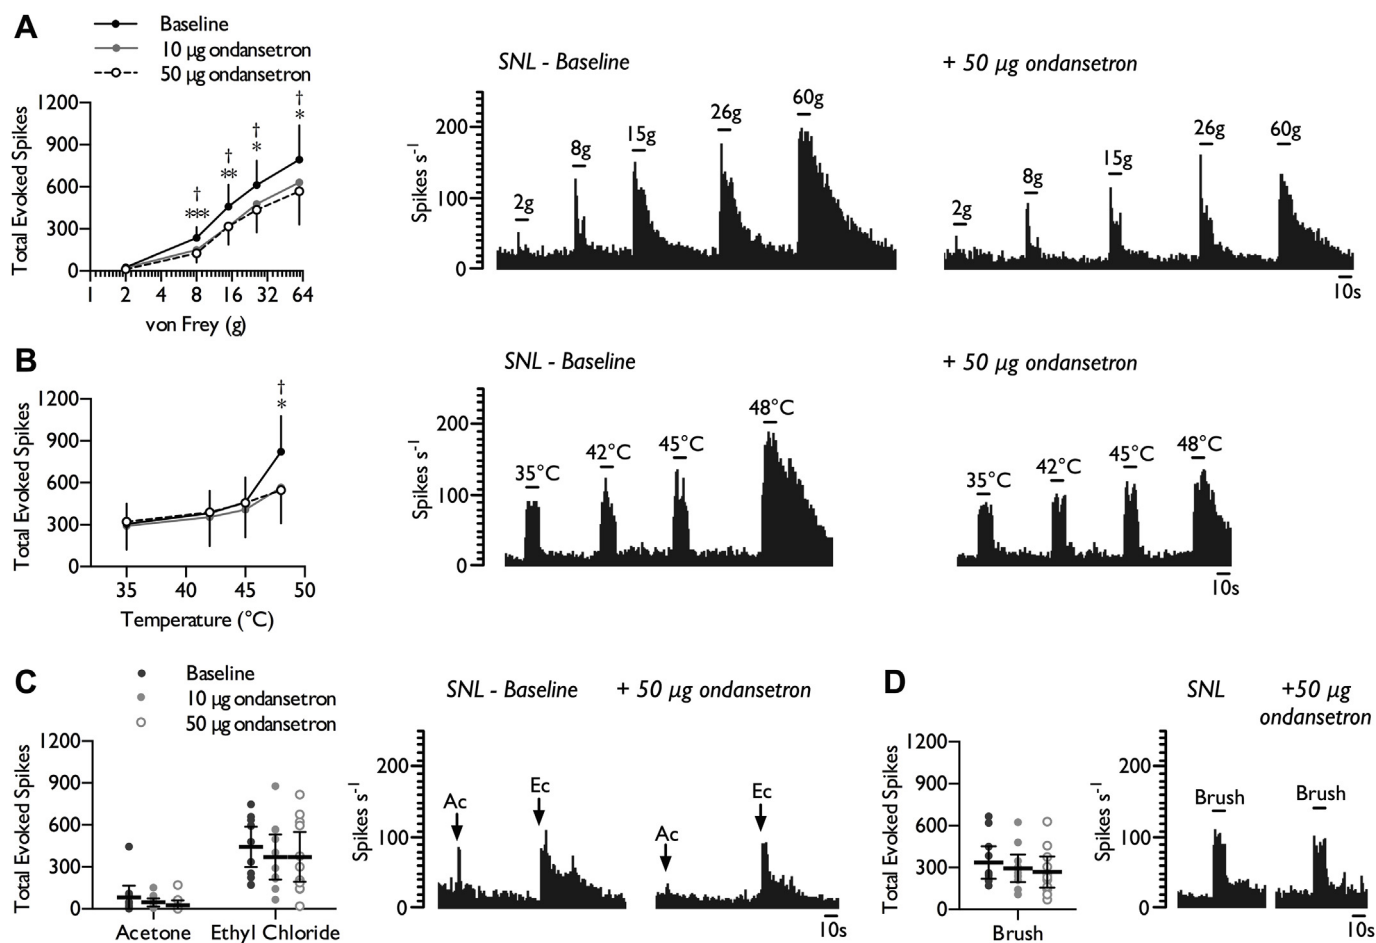 A
Baseline
10 µg ondansetron
50 µg ondansetron
Total Evoked Spikes
1200
900
600
300
0
† † † †
*** ** * *
1 2 4 8 16 32 64
von Frey (g)
SNL - Baseline
+ 50 µg ondansetron
Spikes s-1
200
100
0
2g 8g 15g 26g 60g
2g 8g 15g 26g 60g
10s
B
Total Evoked Spikes
1200
900
600
300
0
†
*
35 40 45 50
Temperature (°C)
SNL - Baseline
+ 50 µg ondansetron
Spikes s-1
200
100
0
35°C 42°C 45°C 48°C
35°C 42°C 45°C 48°C
10s
C
Baseline
10 µg ondansetron
50 µg ondansetron
Total Evoked Spikes
1200
900
600
300
0
Acetone Ethyl Chloride
SNL - Baseline
+ 50 µg ondansetron
Spikes s-1
200
100
0
Ac Ec
Ac Ec
10s
D
Total Evoked Spikes
1200
900
600
300
0
Brush
SNL
+50 µg
ondansetron
Spikes s-1
200
100
0
Brush
Brush
10s